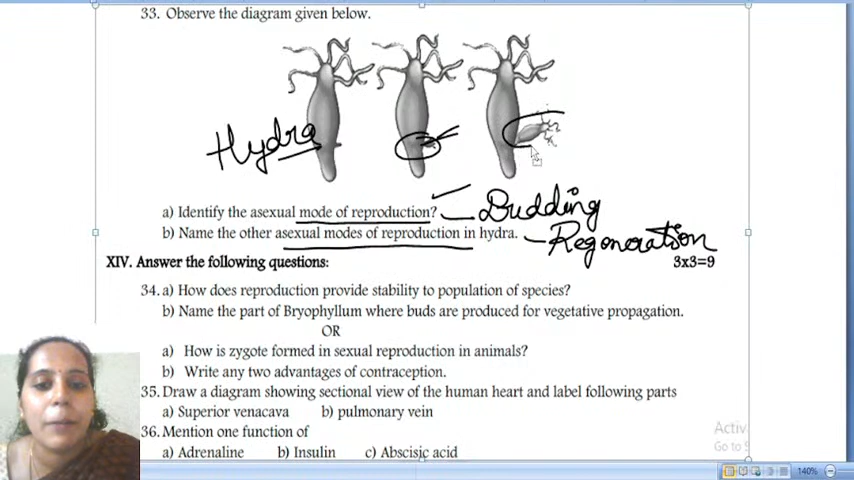 33. Observe the diagram given below.
Hydra
a) Identify the asexual mode of reproduction? Budding
b) Name the other asexual modes of reproduction in hydra. Regeneration
XIV. Answer the following questions: 3x3=9
34. a) How does reproduction provide stability to population of species?
b) Name the part of Bryophyllum where buds are produced for vegetative propagation.
OR
a) How is zygote formed in sexual reproduction in animals?
b) Write any two advantages of contraception.
35. Draw a diagram showing sectional view of the human heart and label following parts
a) Superior venacava b) pulmonary vein
36. Mention one function of
a) Adrenaline b) Insulin c) Abscisic acid
Activ
Go to S
140%